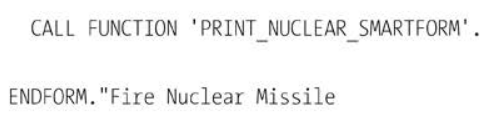 CALL FUNCTION 'PRINT_NUCLEAR_SMARTFORM'.
ENDFORM."Fire Nuclear Missile